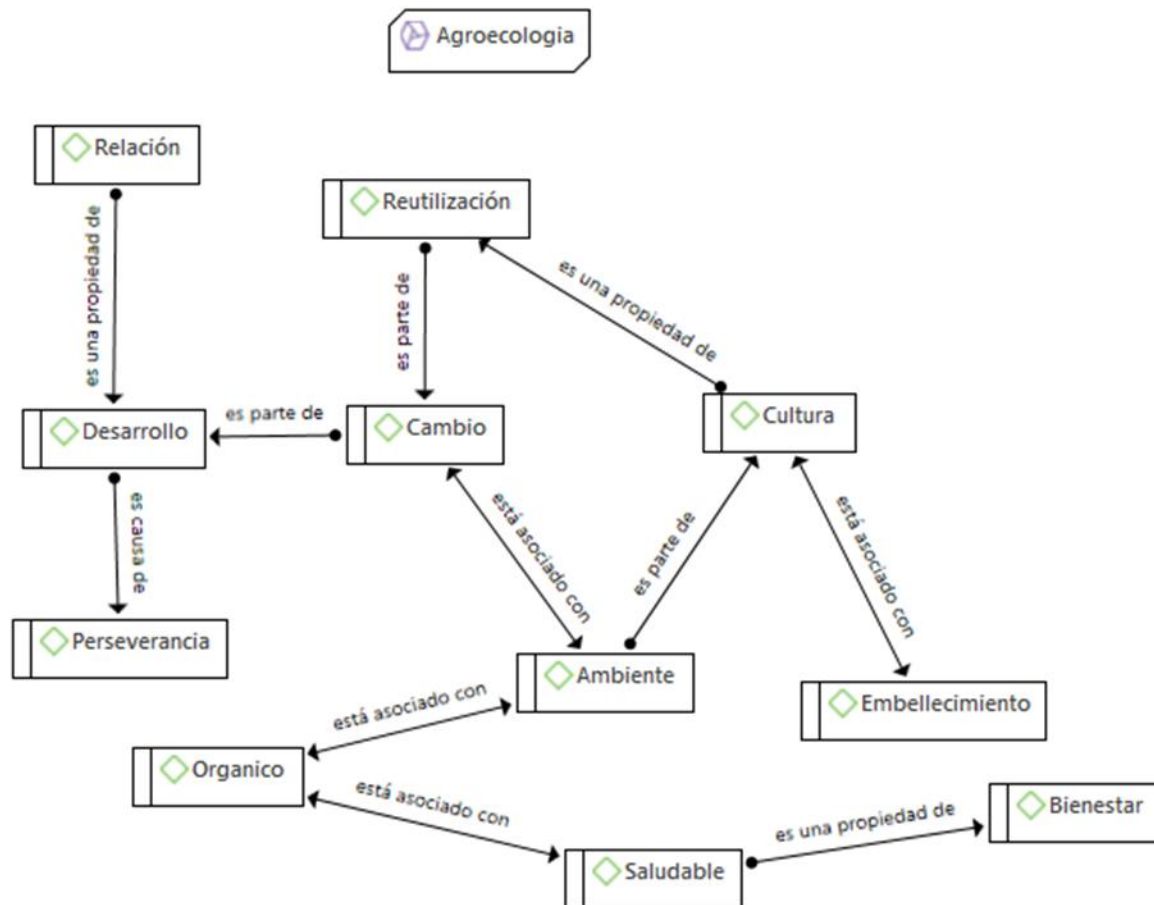 Agroecologia
Relación
Reutilización
es una propiedad de
es parte de
es una propiedad de
Desarrollo
es parte de
Cambio
Cultura
es causa de
está asociado con
es parte de
está asociado con
Perseverancia
Ambiente
Embellecimiento
está asociado con
Organico
está asociado con
es una propiedad de
Bienestar
Saludable